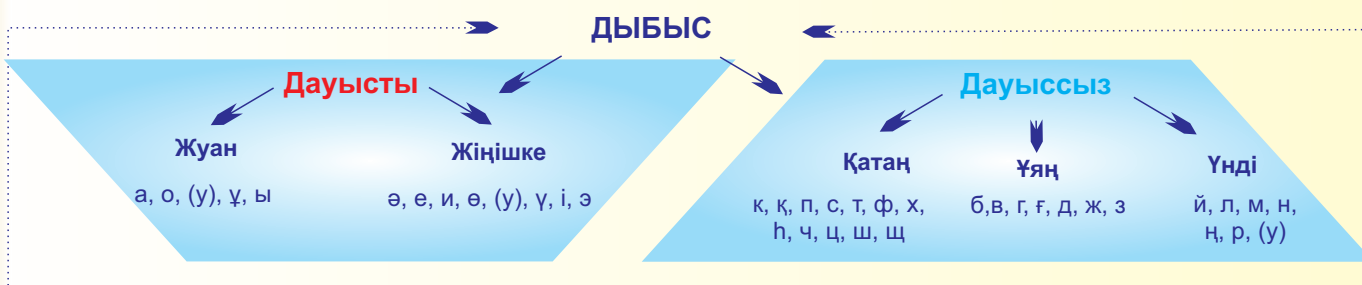 ДЫБЫС
Дауысты
Жуан
а, о, (у), ұ, ы
Жіңішке
ә, е, и, ө, (у), ү, і, э
Дауыссыз
Қатаң
к, қ, п, с, т, ф, х,
һ, ч, ц, ш, щ
Ұяң
б,в, г, ғ, д, ж, з
Үнді
й, л, м, н,
ң, р, (у)